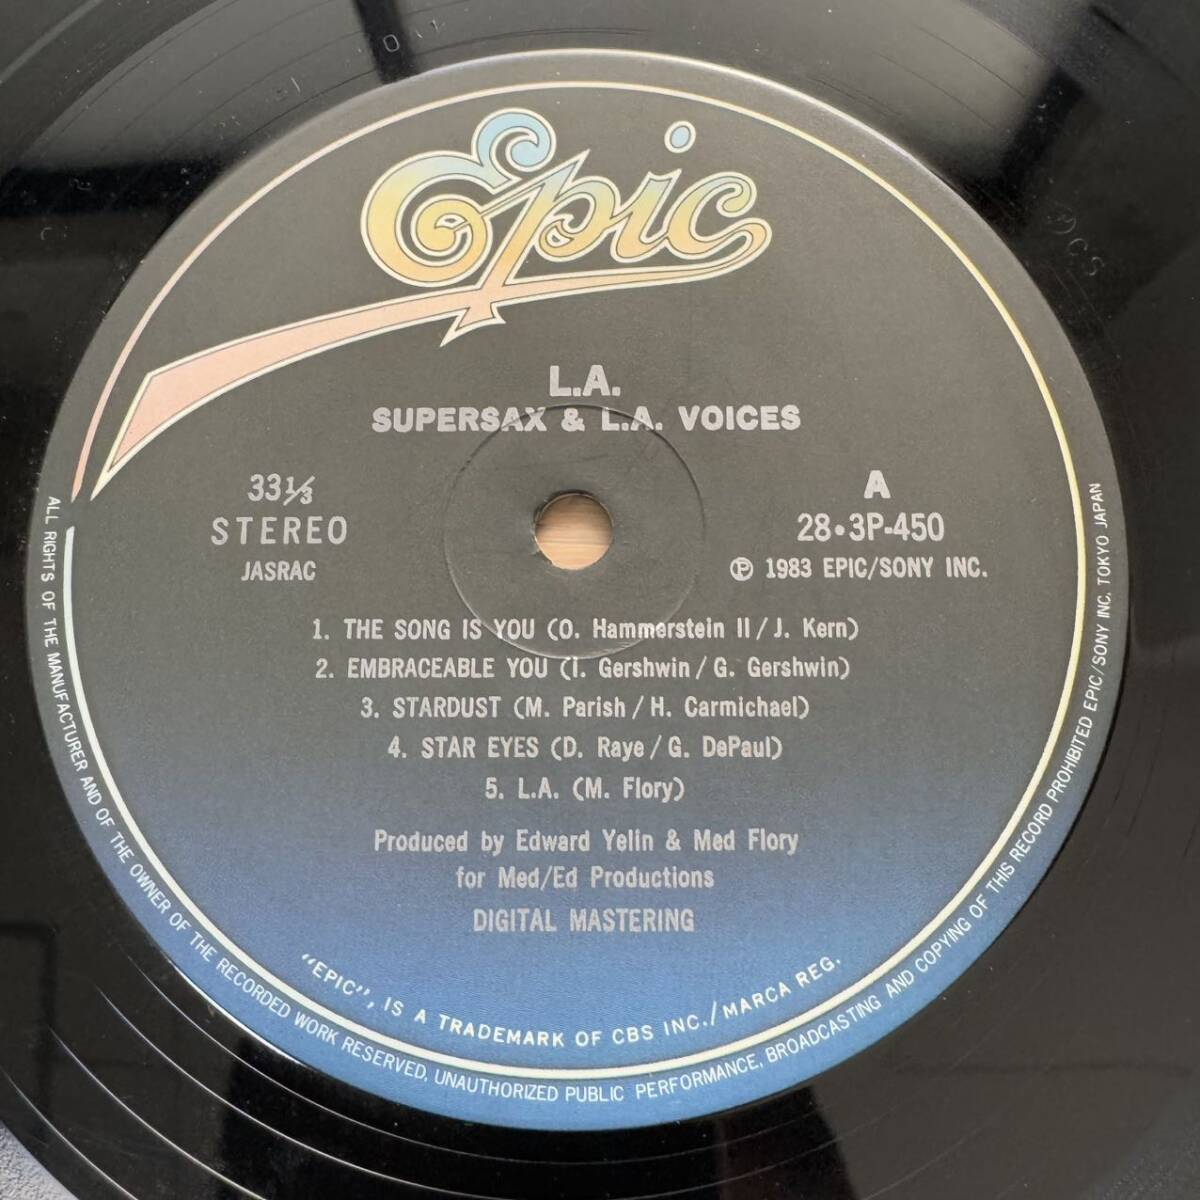 Epic
L.A.
SUPERSAX & L.A. VOICES
33⅓
STEREO
JASRAC
A
28・3P-450
Ⓟ 1983 EPIC/SONY INC.
1. THE SONG IS YOU (O. Hammerstein II / J. Kern)
2. EMBRACEABLE YOU (I. Gershwin / G. Gershwin)
3. STARDUST (M. Parish / H. Carmichael)
4. STAR EYES (D. Raye / G. DePaul)
5. L.A. (M. Flory)
Produced by Edward Yelin & Med Flory
for Med/Ed Productions
DIGITAL MASTERING
"EPIC", IS A TRADEMARK OF CBS INC./MARCA REG.
ALL RIGHTS OF THE MANUFACTURER AND OF THE OWNER OF THE RECORDED WORK RESERVED, UNAUTHORIZED PUBLIC PERFORMANCE, BROADCASTING AND COPYING OF THIS RECORD PROHIBITED EPIC/SONY INC. TOKYO JAPAN